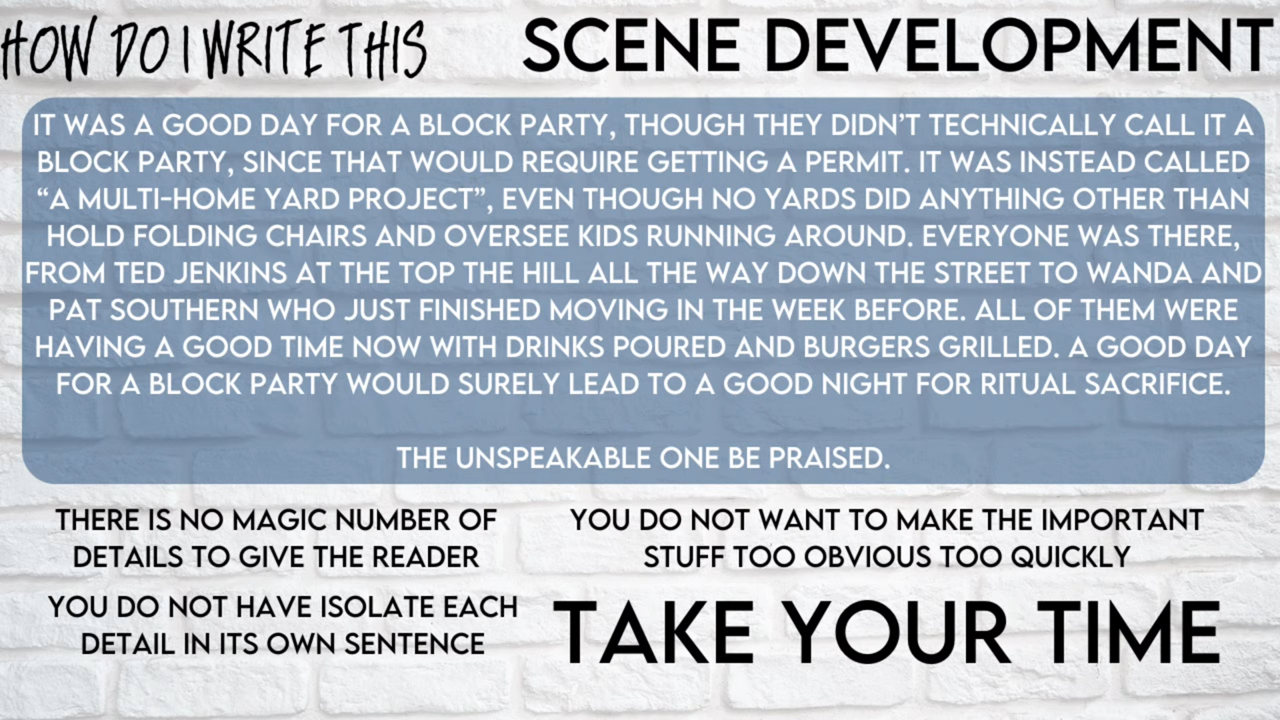 HOW DO I WRITE THIS
SCENE DEVELOPMENT
IT WAS A GOOD DAY FOR A BLOCK PARTY, THOUGH THEY DIDN'T TECHNICALLY CALL IT A
BLOCK PARTY, SINCE THAT WOULD REQUIRE GETTING A PERMIT. IT WAS INSTEAD CALLED
“A MULTI-HOME YARD PROJECT”, EVEN THOUGH NO YARDS DID ANYTHING OTHER THAN
HOLD FOLDING CHAIRS AND OVERSEE KIDS RUNNING AROUND. EVERYONE WAS THERE,
FROM TED JENKINS AT THE TOP THE HILL ALL THE WAY DOWN THE STREET TO WANDA AND
PAT SOUTHERN WHO JUST FINISHED MOVING IN THE WEEK BEFORE. ALL OF THEM WERE
HAVING A GOOD TIME NOW WITH DRINKS POURED AND BURGERS GRILLED. A GOOD DAY
FOR A BLOCK PARTY WOULD SURELY LEAD TO A GOOD NIGHT FOR RITUAL SACRIFICE.
THE UNSPEAKABLE ONE BE PRAISED.
THERE IS NO MAGIC NUMBER OF
DETAILS TO GIVE THE READER
YOU DO NOT WANT TO MAKE THE IMPORTANT
STUFF TOO OBVIOUS TOO QUICKLY
YOU DO NOT HAVE ISOLATE EACH
DETAIL IN ITS OWN SENTENCE
TAKE YOUR TIME